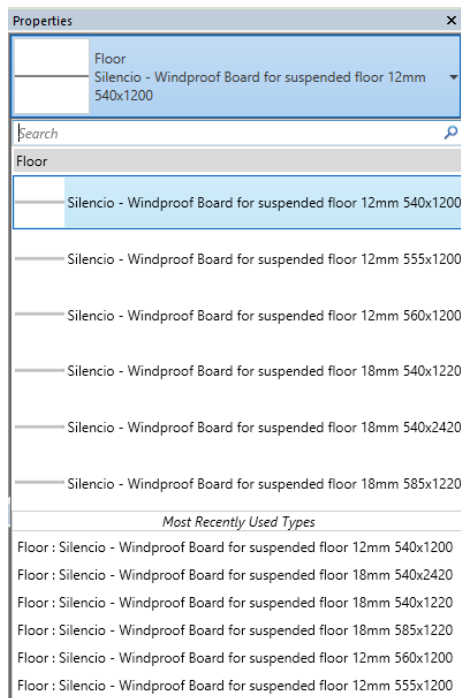 Properties
Floor
Silencio - Windproof Board for suspended floor 12mm
540x1200
Search
Floor
Silencio - Windproof Board for suspended floor 12mm 540x1200
Silencio - Windproof Board for suspended floor 12mm 555x1200
Silencio - Windproof Board for suspended floor 12mm 560x1200
Silencio - Windproof Board for suspended floor 18mm 540x1220
Silencio - Windproof Board for suspended floor 18mm 540x2420
Silencio - Windproof Board for suspended floor 18mm 585x1220
Most Recently Used Types
Floor : Silencio - Windproof Board for suspended floor 12mm 540x1200
Floor : Silencio - Windproof Board for suspended floor 18mm 540x2420
Floor : Silencio - Windproof Board for suspended floor 18mm 540x1220
Floor : Silencio - Windproof Board for suspended floor 18mm 585x1220
Floor : Silencio - Windproof Board for suspended floor 12mm 560x1200
Floor : Silencio - Windproof Board for suspended floor 12mm 555x1200